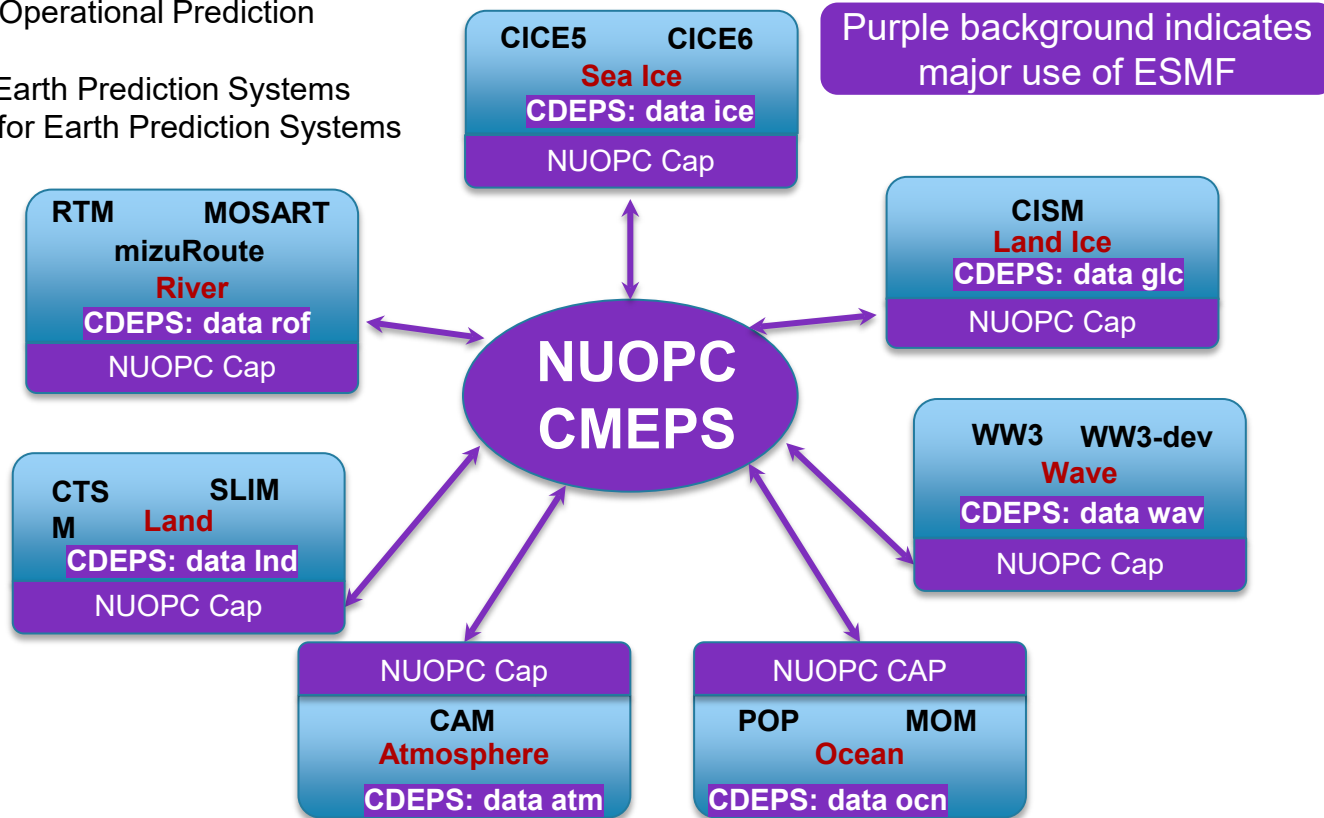 Operational Prediction
Earth Prediction Systems
for Earth Prediction Systems
CICE5 CICE6
Sea Ice
CDEPS: data ice
NUOPC Cap
Purple background indicates
major use of ESMF
RTM MOSART
mizuRoute
River
CDEPS: data rof
NUOPC Cap
CISM
Land Ice
CDEPS: data glc
NUOPC Cap
NUOPC
CMEPS
WW3 WW3-dev
Wave
CDEPS: data wav
NUOPC Cap
CTS SLIM
M Land
CDEPS: data lnd
NUOPC Cap
NUOPC Cap
CAM
Atmosphere
CDEPS: data atm
NUOPC CAP
POP MOM
Ocean
CDEPS: data ocn